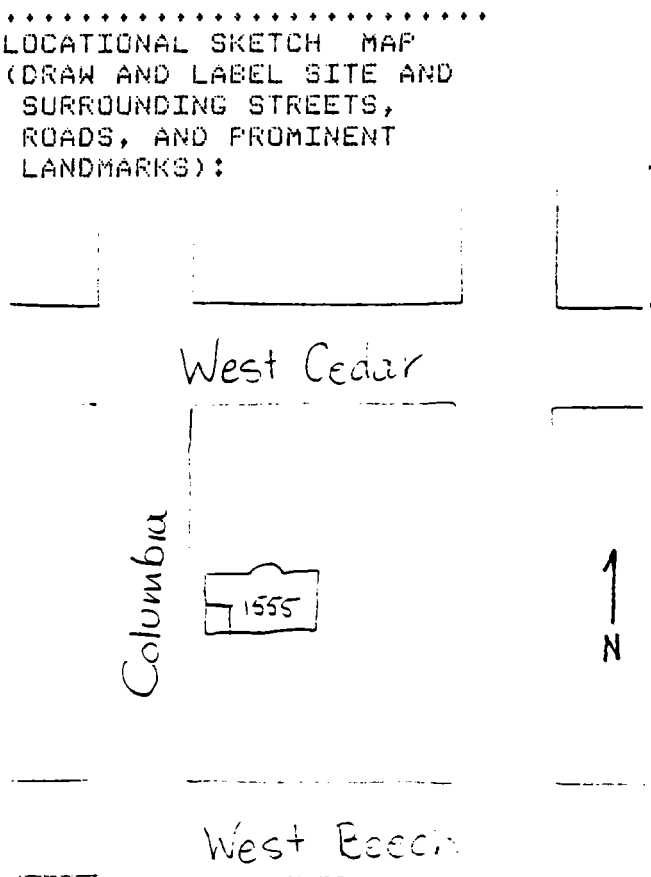 LOCATIONAL SKETCH MAP
(DRAW AND LABEL SITE AND
SURROUNDING STREETS,
ROADS, AND PROMINENT
LANDMARKS):
West Cedar
Columbia
1555
N
West Beech